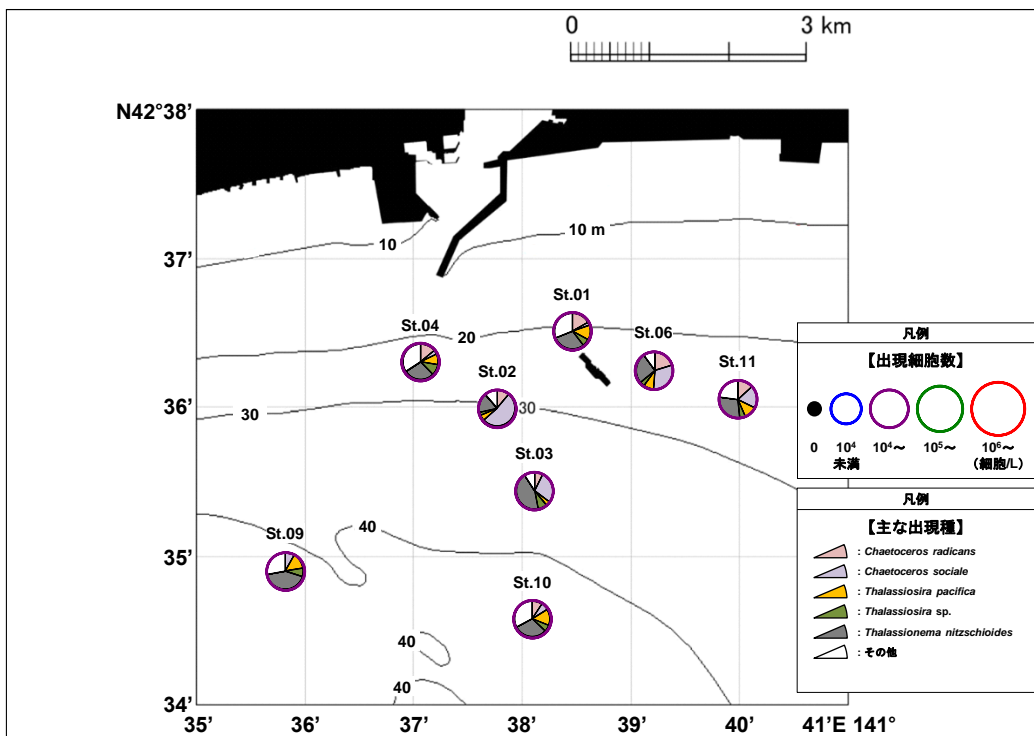 0 3 km
N42°38’
10 10 m
37’
St.01
St.04
20
St.06
St.02
St.11
36’
30 30
St.03
St.09
40
35’
St.10
40
40
34’
35’ 36’ 37’ 38’ 39’ 40’ 41’E 141°
凡例
【出現細胞数】
0 10⁴ 10⁴~ 10⁵~ 10⁶~
未満 (細胞/L)
凡例
【主な出現種】
: Chaetoceros radicans
: Chaetoceros sociale
: Thalassiosira pacifica
: Thalassiosira sp.
: Thalassionema nitzschioides
: その他